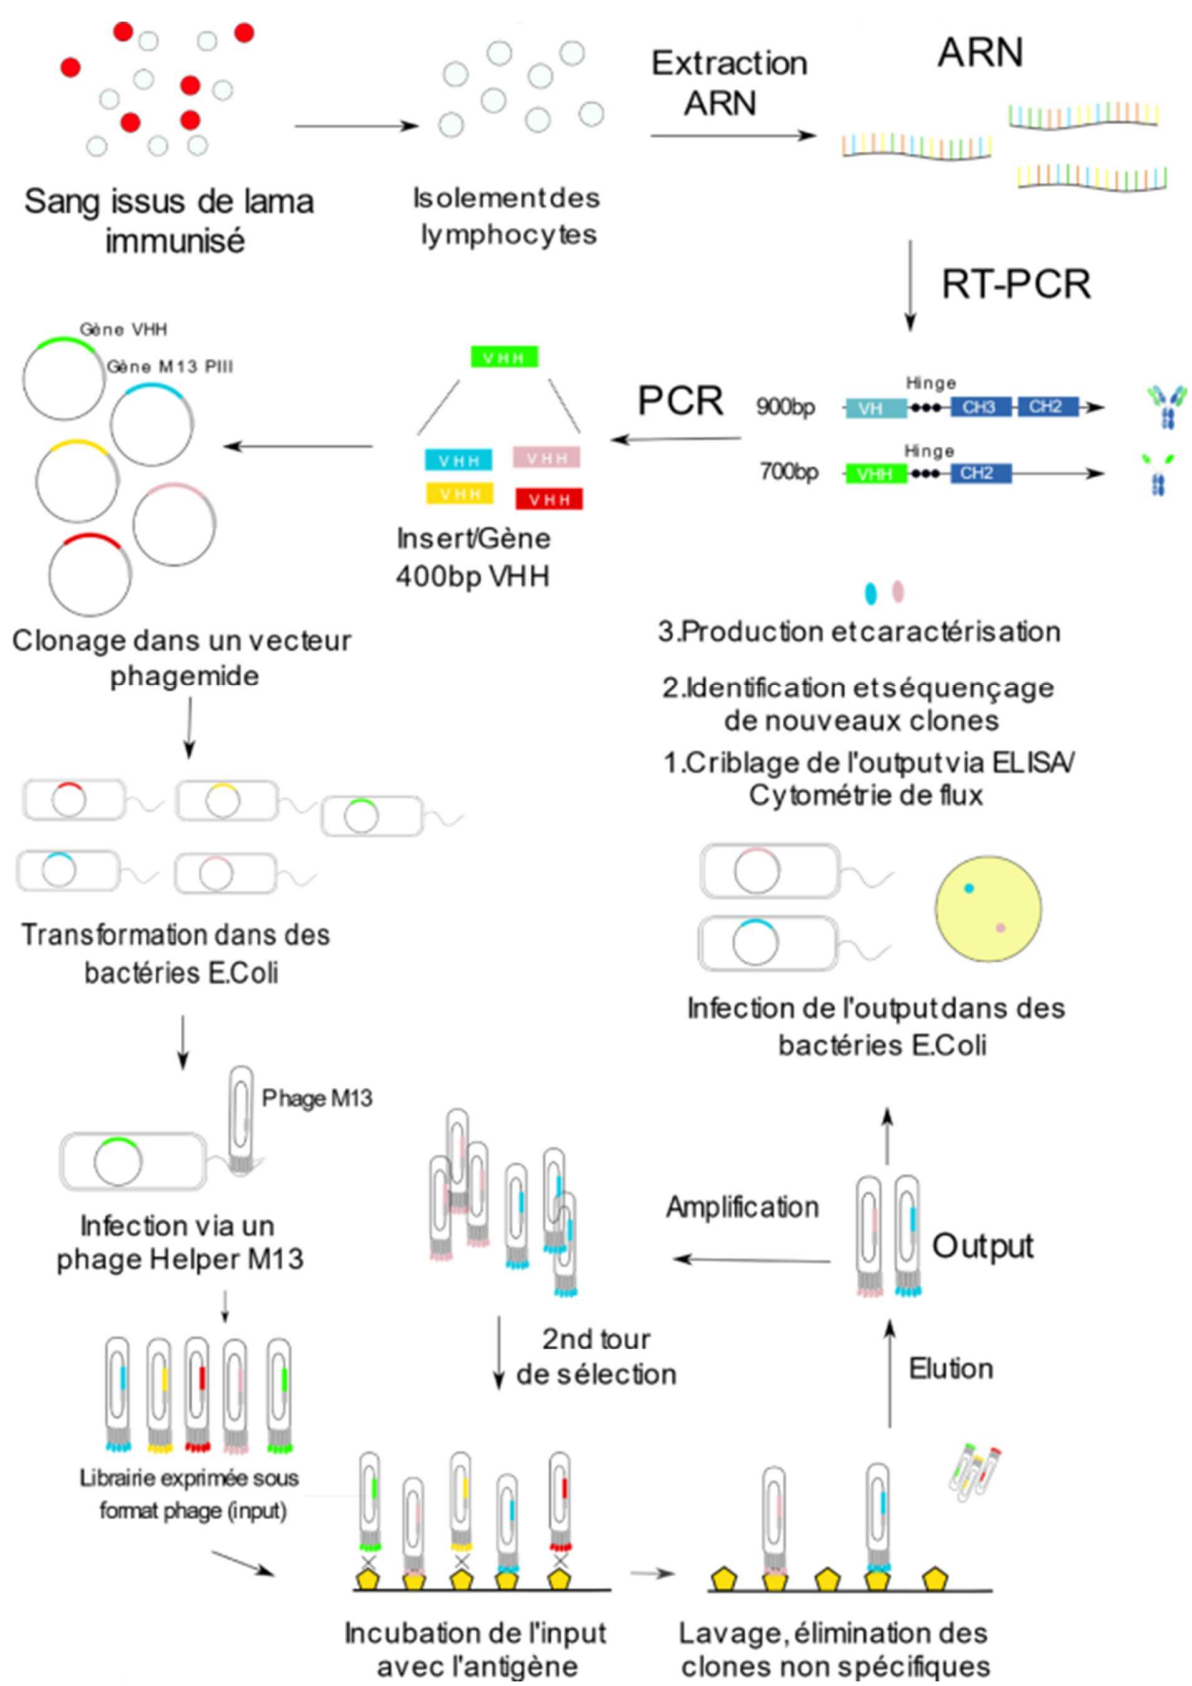 Sang issus de lama
immunisé
Isolement des
lymphocytes
Extraction
ARN
ARN
RT-PCR
Hinge
900bp
VH
CH3
CH2
Hinge
700bp
VHH
CH2
PCR
VHH
VHH
VHH
VHH
VHH
Insert/Gène
400bp VHH
Gène VHH
Gène M13 PIII
Clonage dans un vecteur
phagemide
Transformation dans des
bactéries E.Coli
Phage M13
Infection via un
phage Helper M13
Librairie exprimée sous
format phage (input)
Incubation de l'input
avec l'antigène
Lavage, élimination des
clones non spécifiques
Elution
Output
Amplification
2nd tour
de sélection
Infection de l'output dans des
bactéries E.Coli
1.Criblage de l'output via ELISA/
Cytométrie de flux
2.Identification et séquençage
de nouveaux clones
3.Production et caractérisation